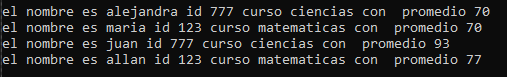 el nombre es alejandra id 777 curso ciencias con  promedio 70
el nombre es maria id 123 curso matematicas con  promedio 70
el nombre es juan id 777 curso ciencias con  promedio 93
el nombre es allan id 123 curso matematicas con  promedio 77